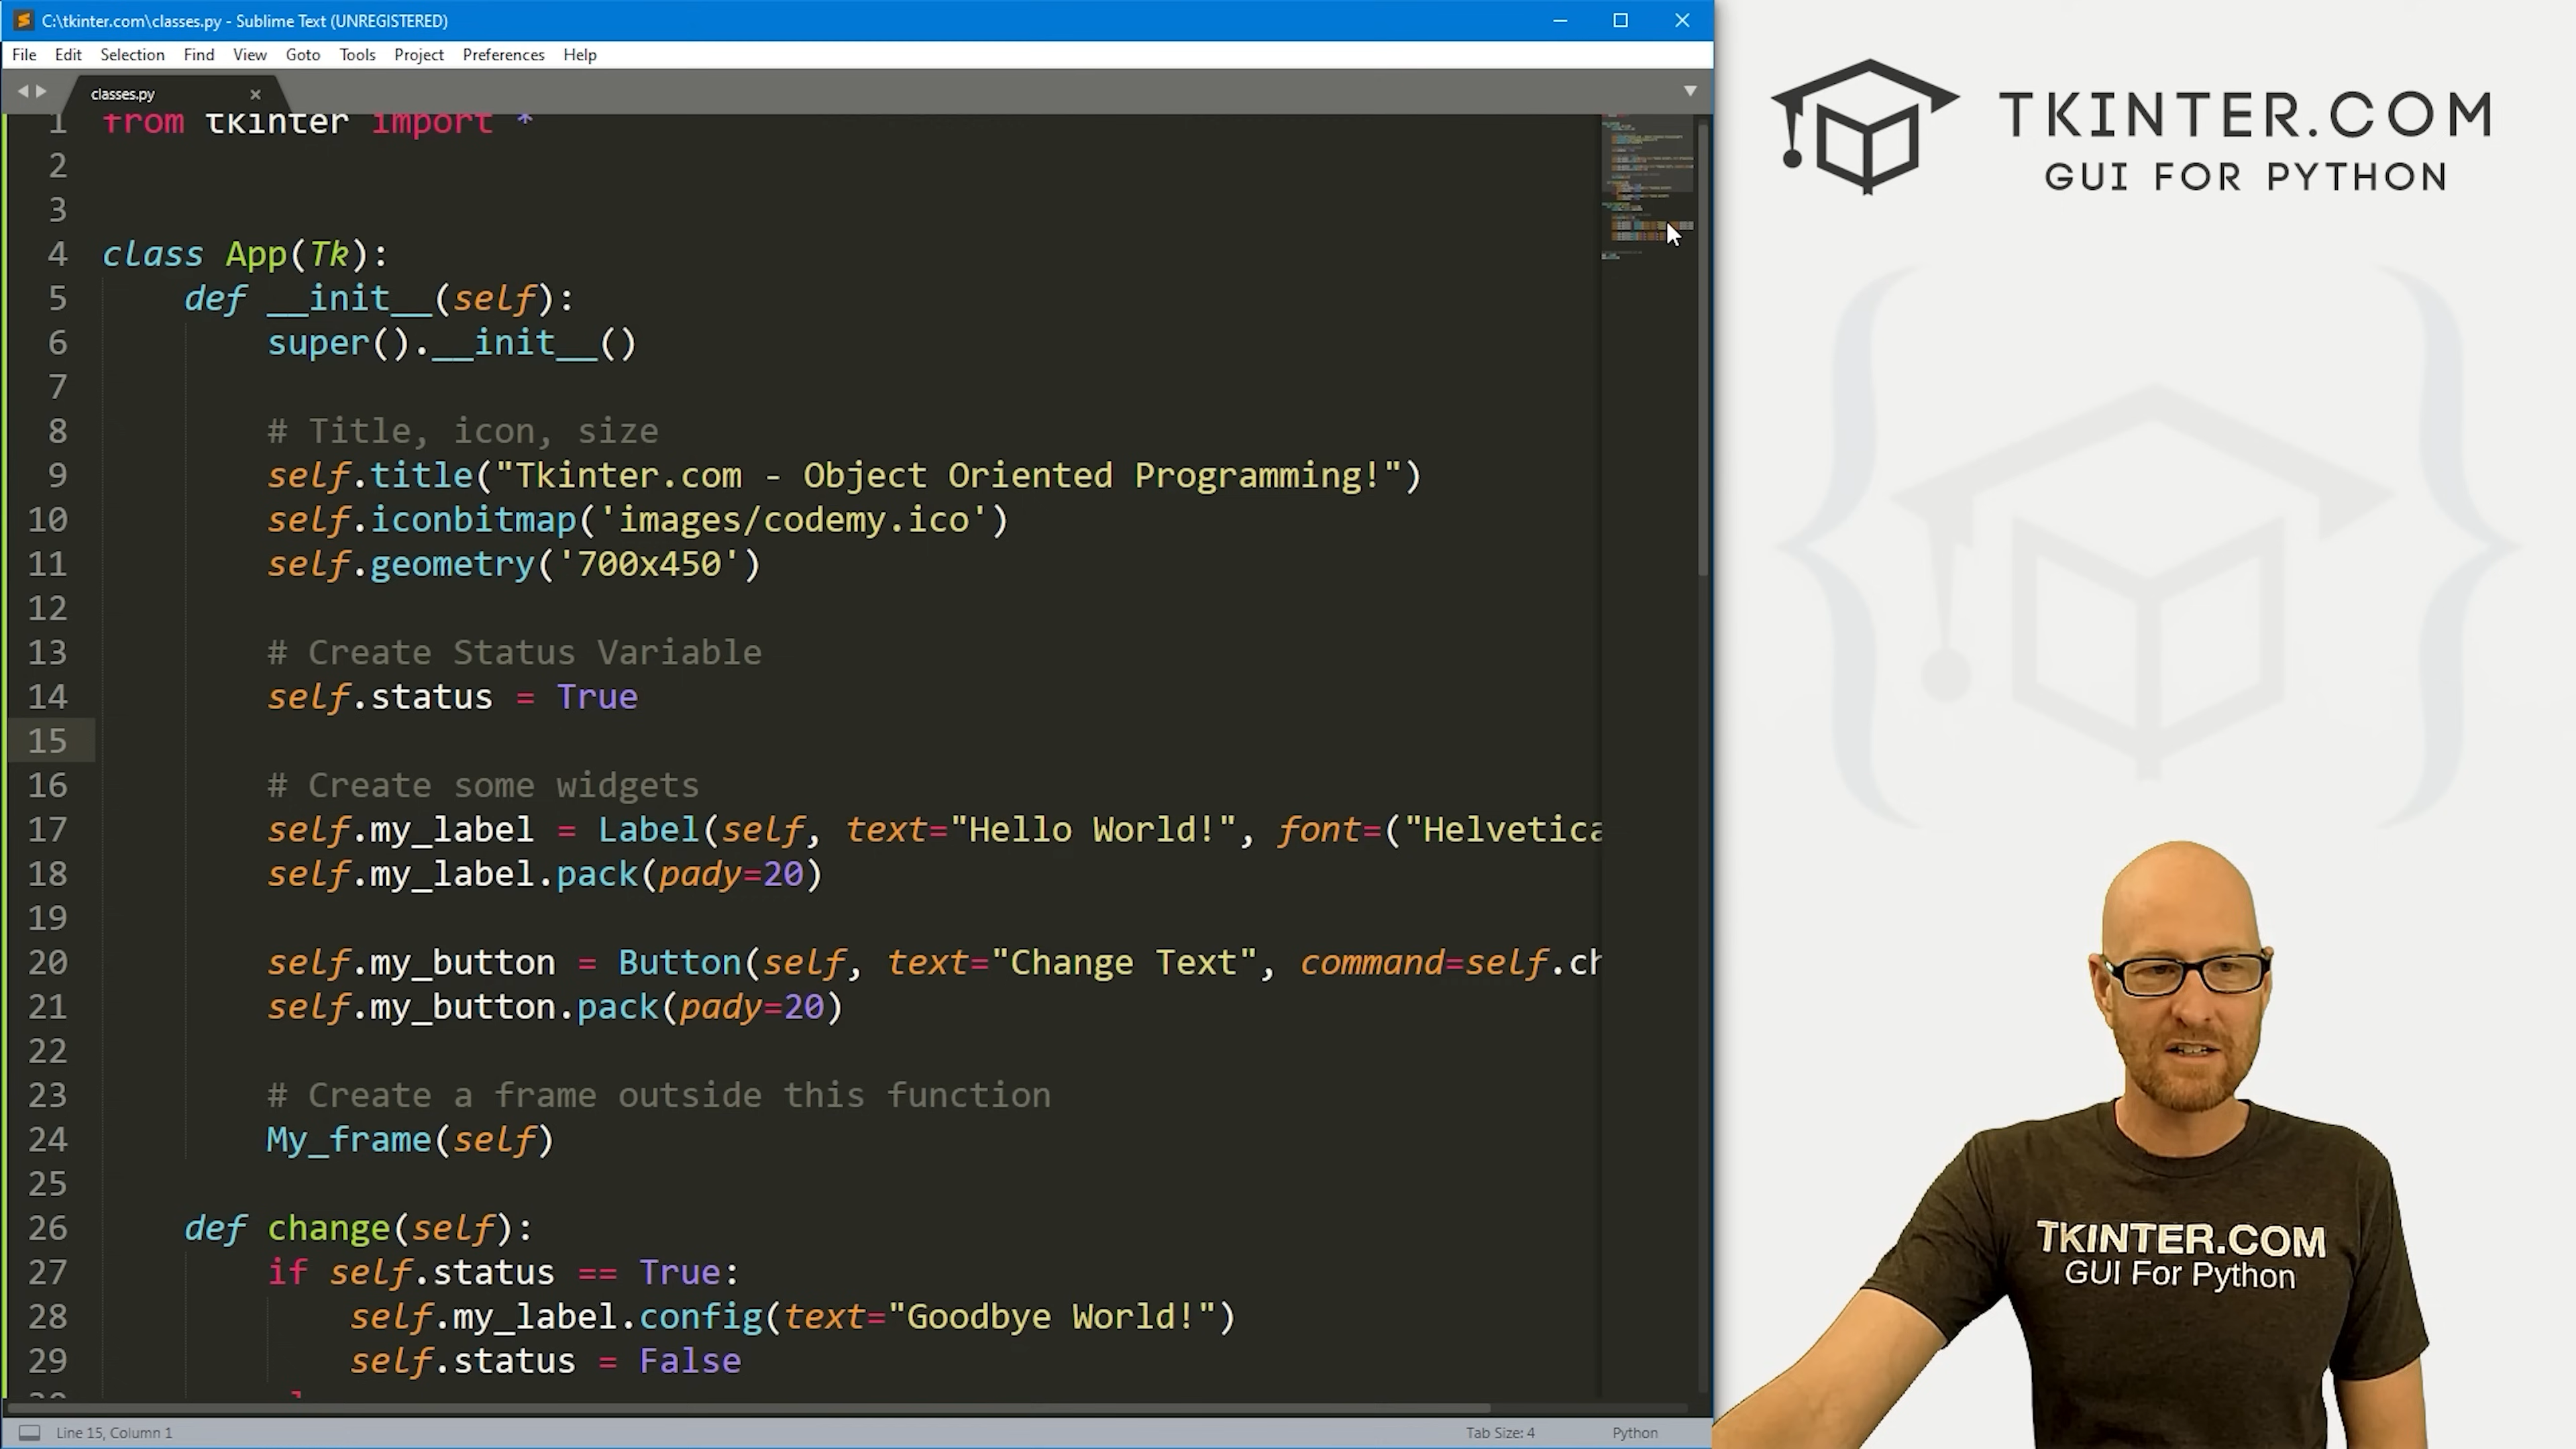 C:\tkinter.com\classes.py - Sublime Text (UNREGISTERED)
File Edit Selection Find View Goto Tools Project Preferences Help
classes.py
1 from tkinter import *
2
3
4 class App(Tk):
5     def __init__(self):
6         super().__init__()
7
8         # Title, icon, size
9         self.title("Tkinter.com - Object Oriented Programming!")
10         self.iconbitmap('images/codemy.ico')
11         self.geometry('700x450')
12
13         # Create Status Variable
14         self.status = True
15
16         # Create some widgets
17         self.my_label = Label(self, text="Hello World!", font=("Helvetica
18         self.my_label.pack(pady=20)
19
20         self.my_button = Button(self, text="Change Text", command=self.ch
21         self.my_button.pack(pady=20)
22
23         # Create a frame outside this function
24         My_frame(self)
25
26     def change(self):
27         if self.status == True:
28             self.my_label.config(text="Goodbye World!")
29             self.status = False
Line 15, Column 1
Tab Size: 4
Python
TKINTER.COM
GUI FOR PYTHON
TKINTER.COM
GUI For Python